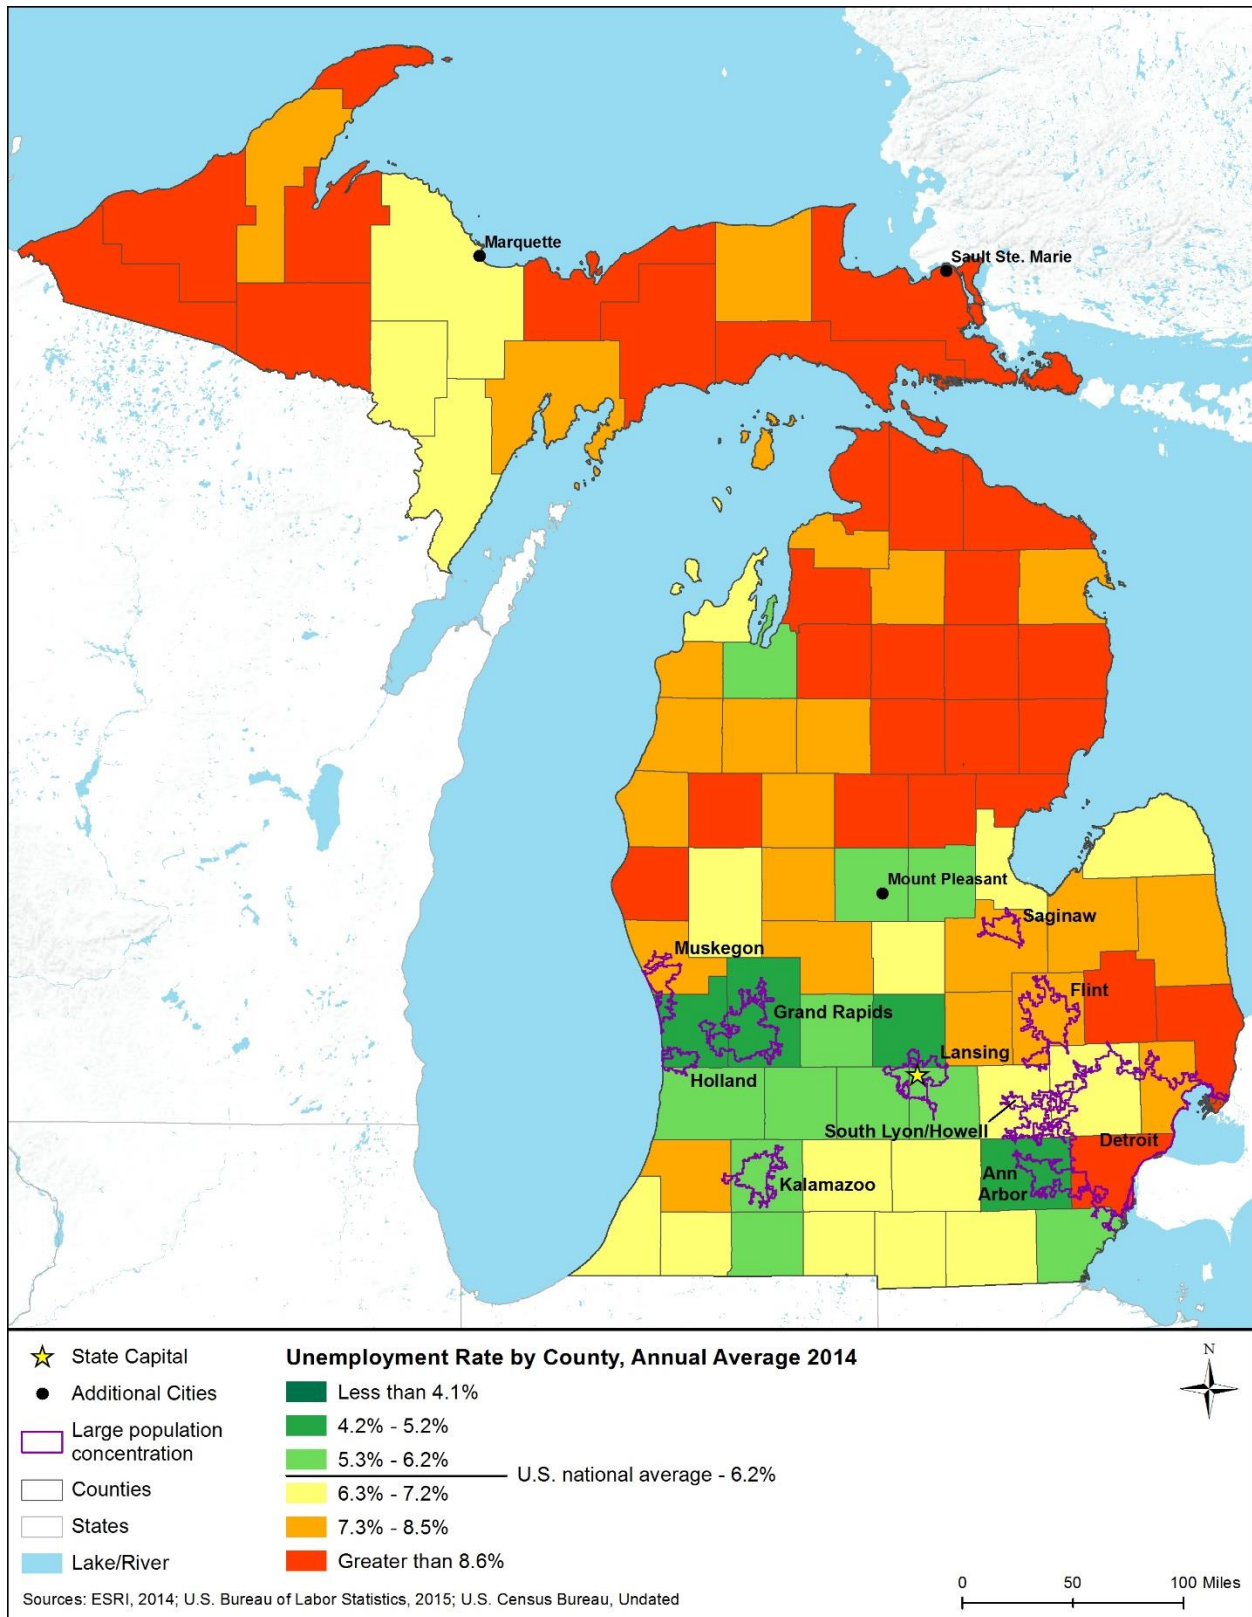 Marquette
Sault Ste. Marie
Mount Pleasant
Saginaw
Muskegon
Flint
Grand Rapids
Lansing
Holland
South Lyon/Howell
Detroit
Ann
Arbor
Kalamazoo
State Capital
Additional Cities
Large population
concentration
Counties
States
Lake/River
Unemployment Rate by County, Annual Average 2014
Less than 4.1%
4.2% - 5.2%
5.3% - 6.2%
U.S. national average - 6.2%
6.3% - 7.2%
7.3% - 8.5%
Greater than 8.6%
N
0 50 100 Miles
Sources: ESRI, 2014; U.S. Bureau of Labor Statistics, 2015; U.S. Census Bureau, Undated